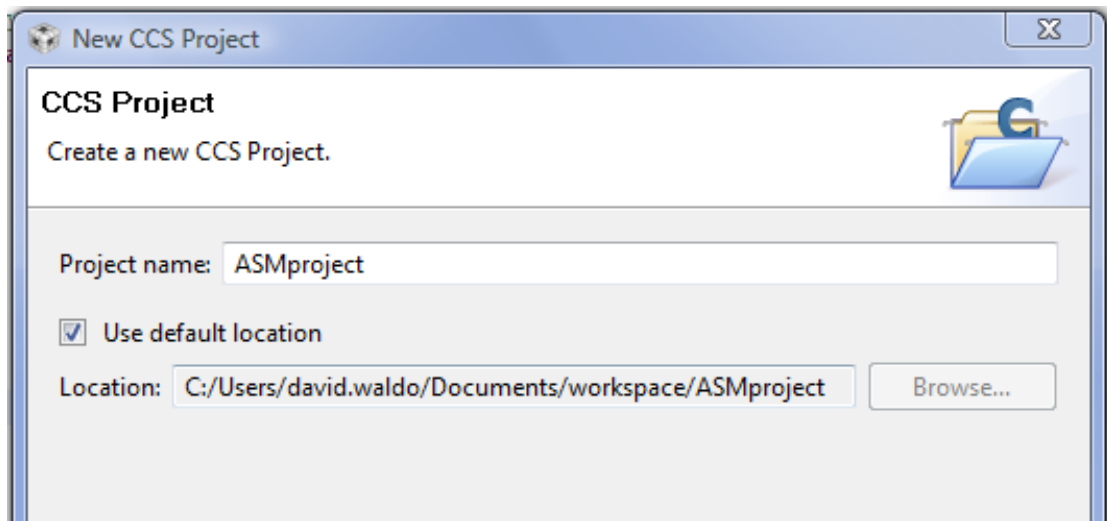 New CCS Project
CCS Project
Create a new CCS Project.
Project name: ASMproject
Use default location
Location: C:/Users/david.waldo/Documents/workspace/ASMproject Browse...